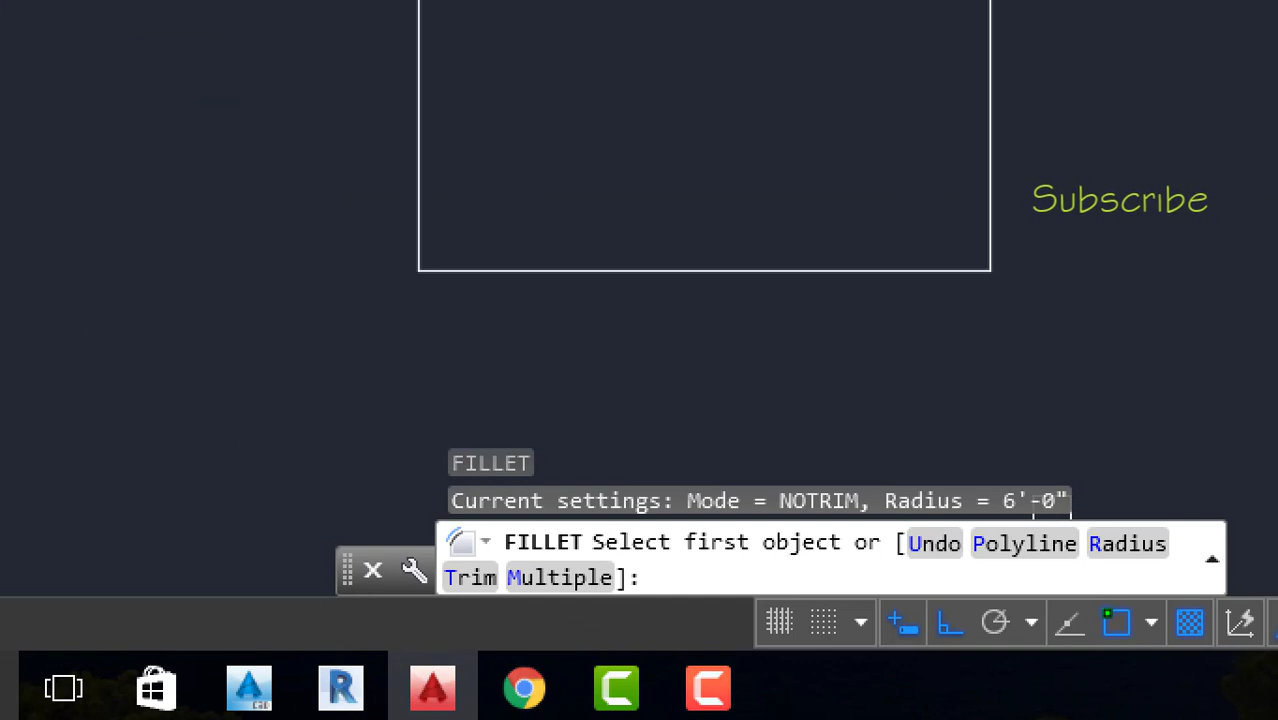 Subscribe
FILLET
Current settings: Mode = NOTRIM, Radius = 6'-0"
FILLET Select first object or [Undo Polyline Radius
Trim Multiple]: